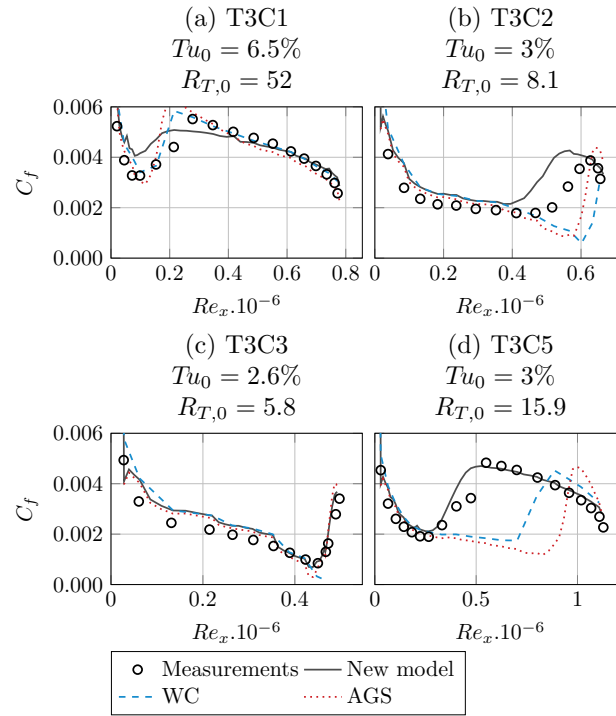 (a) T3C1
Tu0 = 6.5%
RT,0 = 52
(b) T3C2
Tu0 = 3%
RT,0 = 8.1
0.006
0.004
0.002
0.000
Cf
0 0.2 0.4 0.6 0.8
Rex.10−6
0 0.2 0.4 0.6
Rex.10−6
(c) T3C3
Tu0 = 2.6%
RT,0 = 5.8
(d) T3C5
Tu0 = 3%
RT,0 = 15.9
0.006
0.004
0.002
0.000
Cf
0 0.2 0.4
Rex.10−6
0 0.5 1
Rex.10−6
Measurements New model
WC AGS